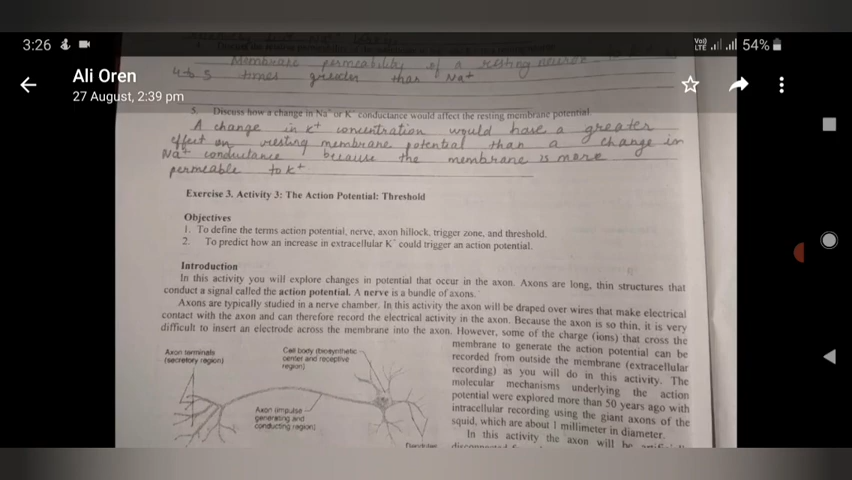 3:26
54%
Ali Oren
27 August, 2:39 pm
Membrane permeability of a resting neuron
4 to 5 times greater than Na+
5. Discuss how a change in Na+ or K+ conductance would affect the resting membrane potential.
A change in K+ concentration would have a greater
effect on resting membrane potential than a change in
Na+ conductance because the membrane is more
permeable to K+
Exercise 3. Activity 3: The Action Potential: Threshold
Objectives
1. To define the terms action potential, nerve, axon hillock, trigger zone, and threshold.
2. To predict how an increase in extracellular K+ could trigger an action potential.
Introduction
In this activity you will explore changes in potential that occur in the axon. Axons are long, thin structures that
conduct a signal called the action potential. A nerve is a bundle of axons.
Axons are typically studied in a nerve chamber. In this activity the axon will be draped over wires that make electrical
contact with the axon and can therefore record the electrical activity in the axon. Because the axon is so thin, it is very
difficult to insert an electrode across the membrane into the axon. However, some of the charge (ions) that cross the
membrane to generate the action potential can be
recorded from outside the membrane (extracellular
recording) as you will do in this activity. The
molecular mechanisms underlying the action
potential were explored more than 50 years ago with
intracellular recording using the giant axons of the
squid, which are about 1 millimeter in diameter.
In this activity the axon will be
Axon terminals
(secretory region)
Cell body (biosynthetic
center and receptive
region)
Axon (impulse
generating and
conducting region)
Dendrites